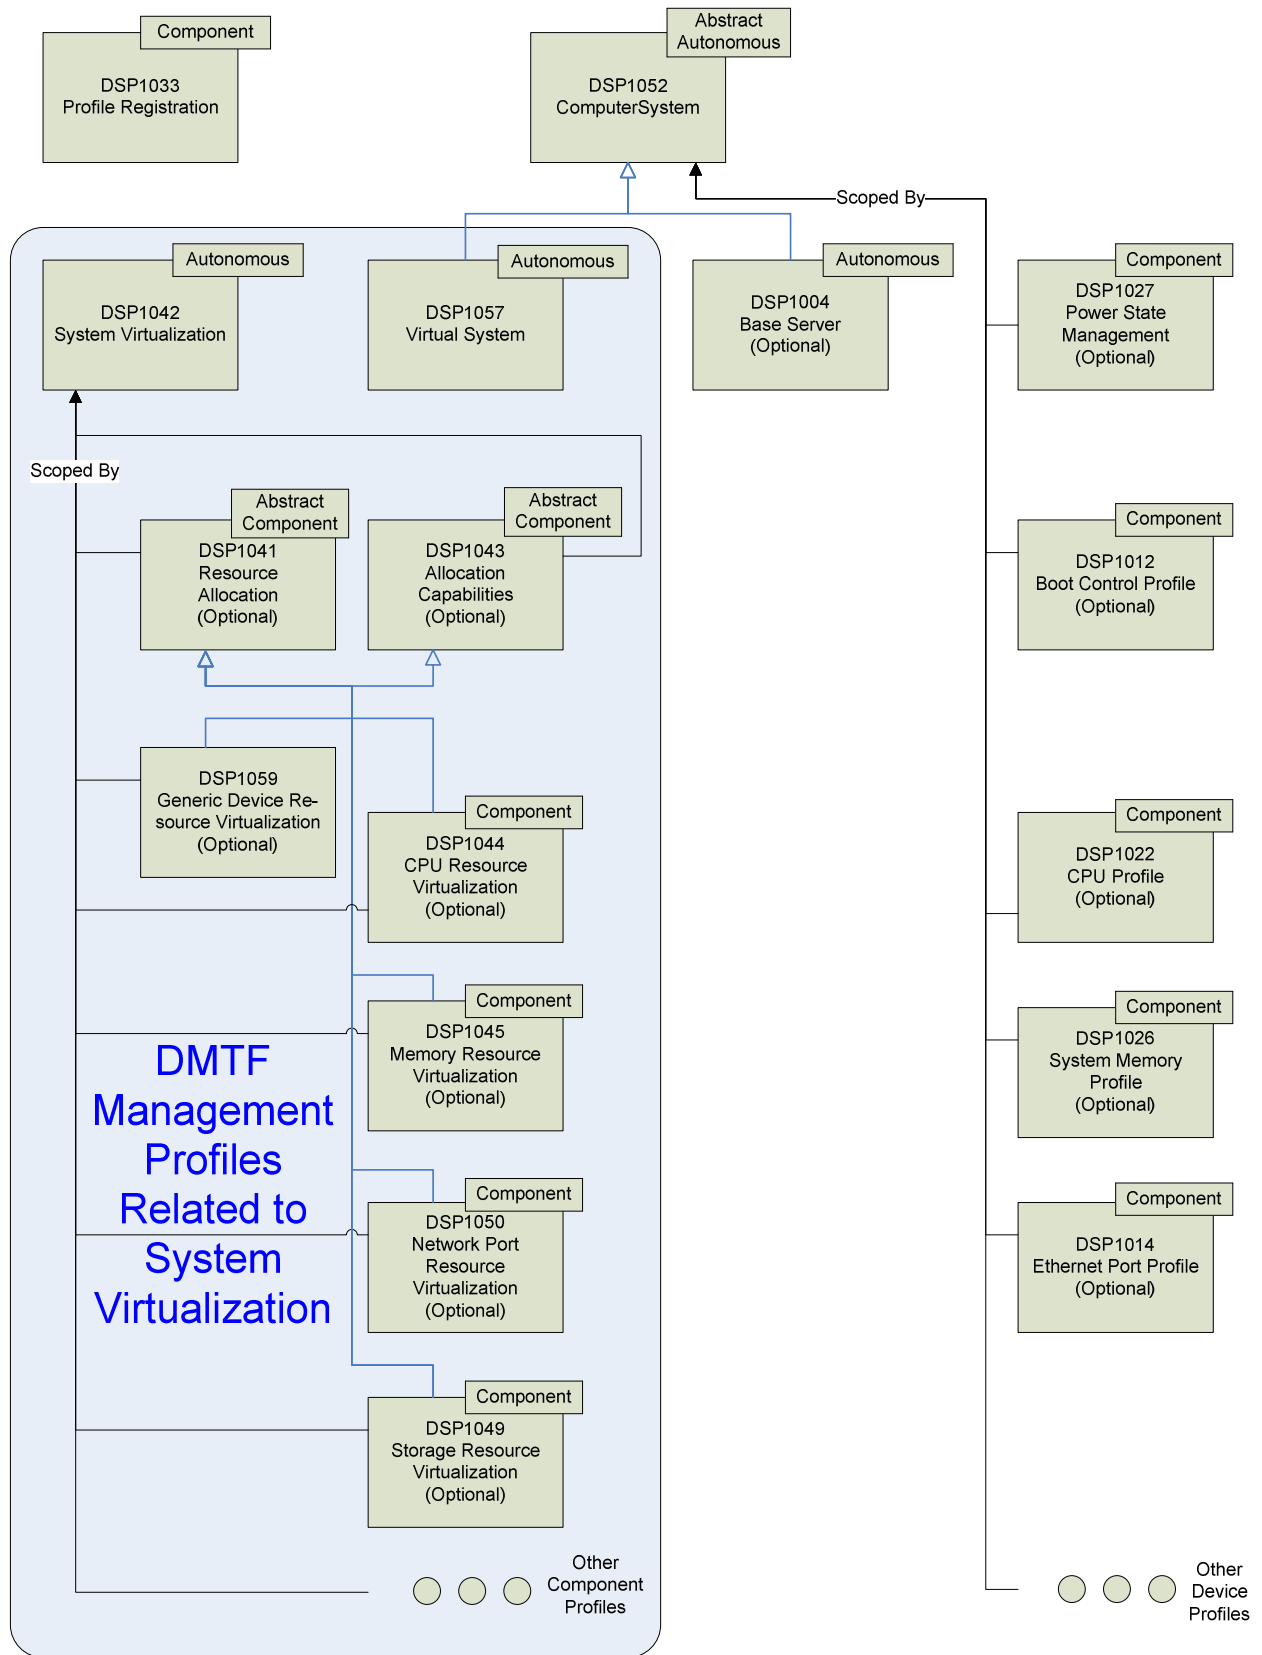 Component
DSP1033
Profile Registration
Abstract
Autonomous
DSP1052
ComputerSystem
Scoped By
Autonomous
DSP1042
System Virtualization
Autonomous
DSP1057
Virtual System
Autonomous
DSP1004
Base Server
(Optional)
Component
DSP1027
Power State
Management
(Optional)
Scoped By
Abstract
Component
DSP1041
Resource
Allocation
(Optional)
Abstract
Component
DSP1043
Allocation
Capabilities
(Optional)
Component
DSP1012
Boot Control Profile
(Optional)
DSP1059
Generic Device Re-
source Virtualization
(Optional)
Component
DSP1044
CPU Resource
Virtualization
(Optional)
Component
DSP1022
CPU Profile
(Optional)
Component
DSP1045
Memory Resource
Virtualization
(Optional)
Component
DSP1026
System Memory
Profile
(Optional)
DMTF
Management
Profiles
Related to
System
Virtualization
Component
DSP1050
Network Port
Resource
Virtualization
(Optional)
Component
DSP1014
Ethernet Port Profile
(Optional)
Component
DSP1049
Storage Resource
Virtualization
(Optional)
Other
Component
Profiles
Other
Device
Profiles